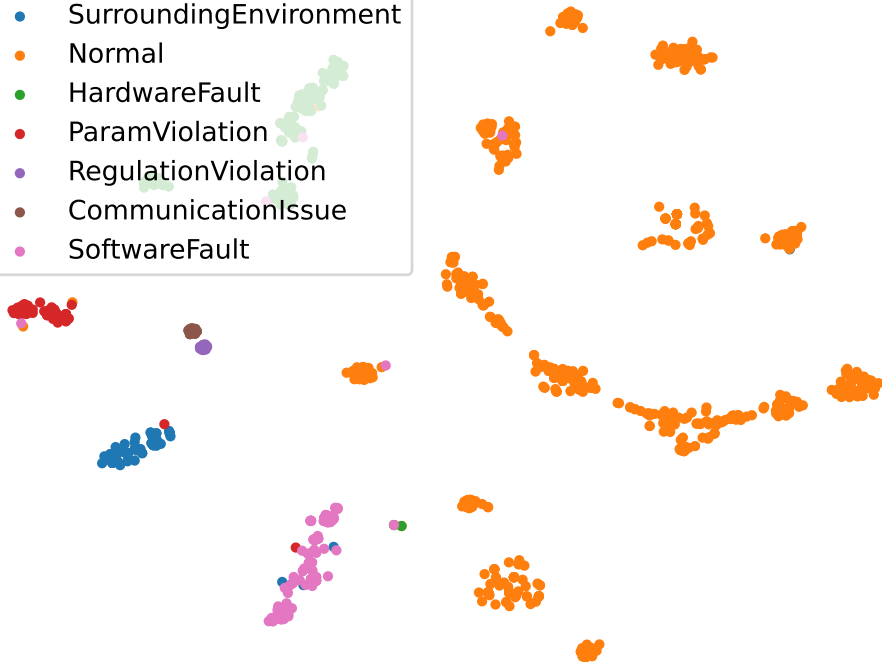 SurroundingEnvironment
Normal
HardwareFault
ParamViolation
RegulationViolation
CommunicationIssue
SoftwareFault